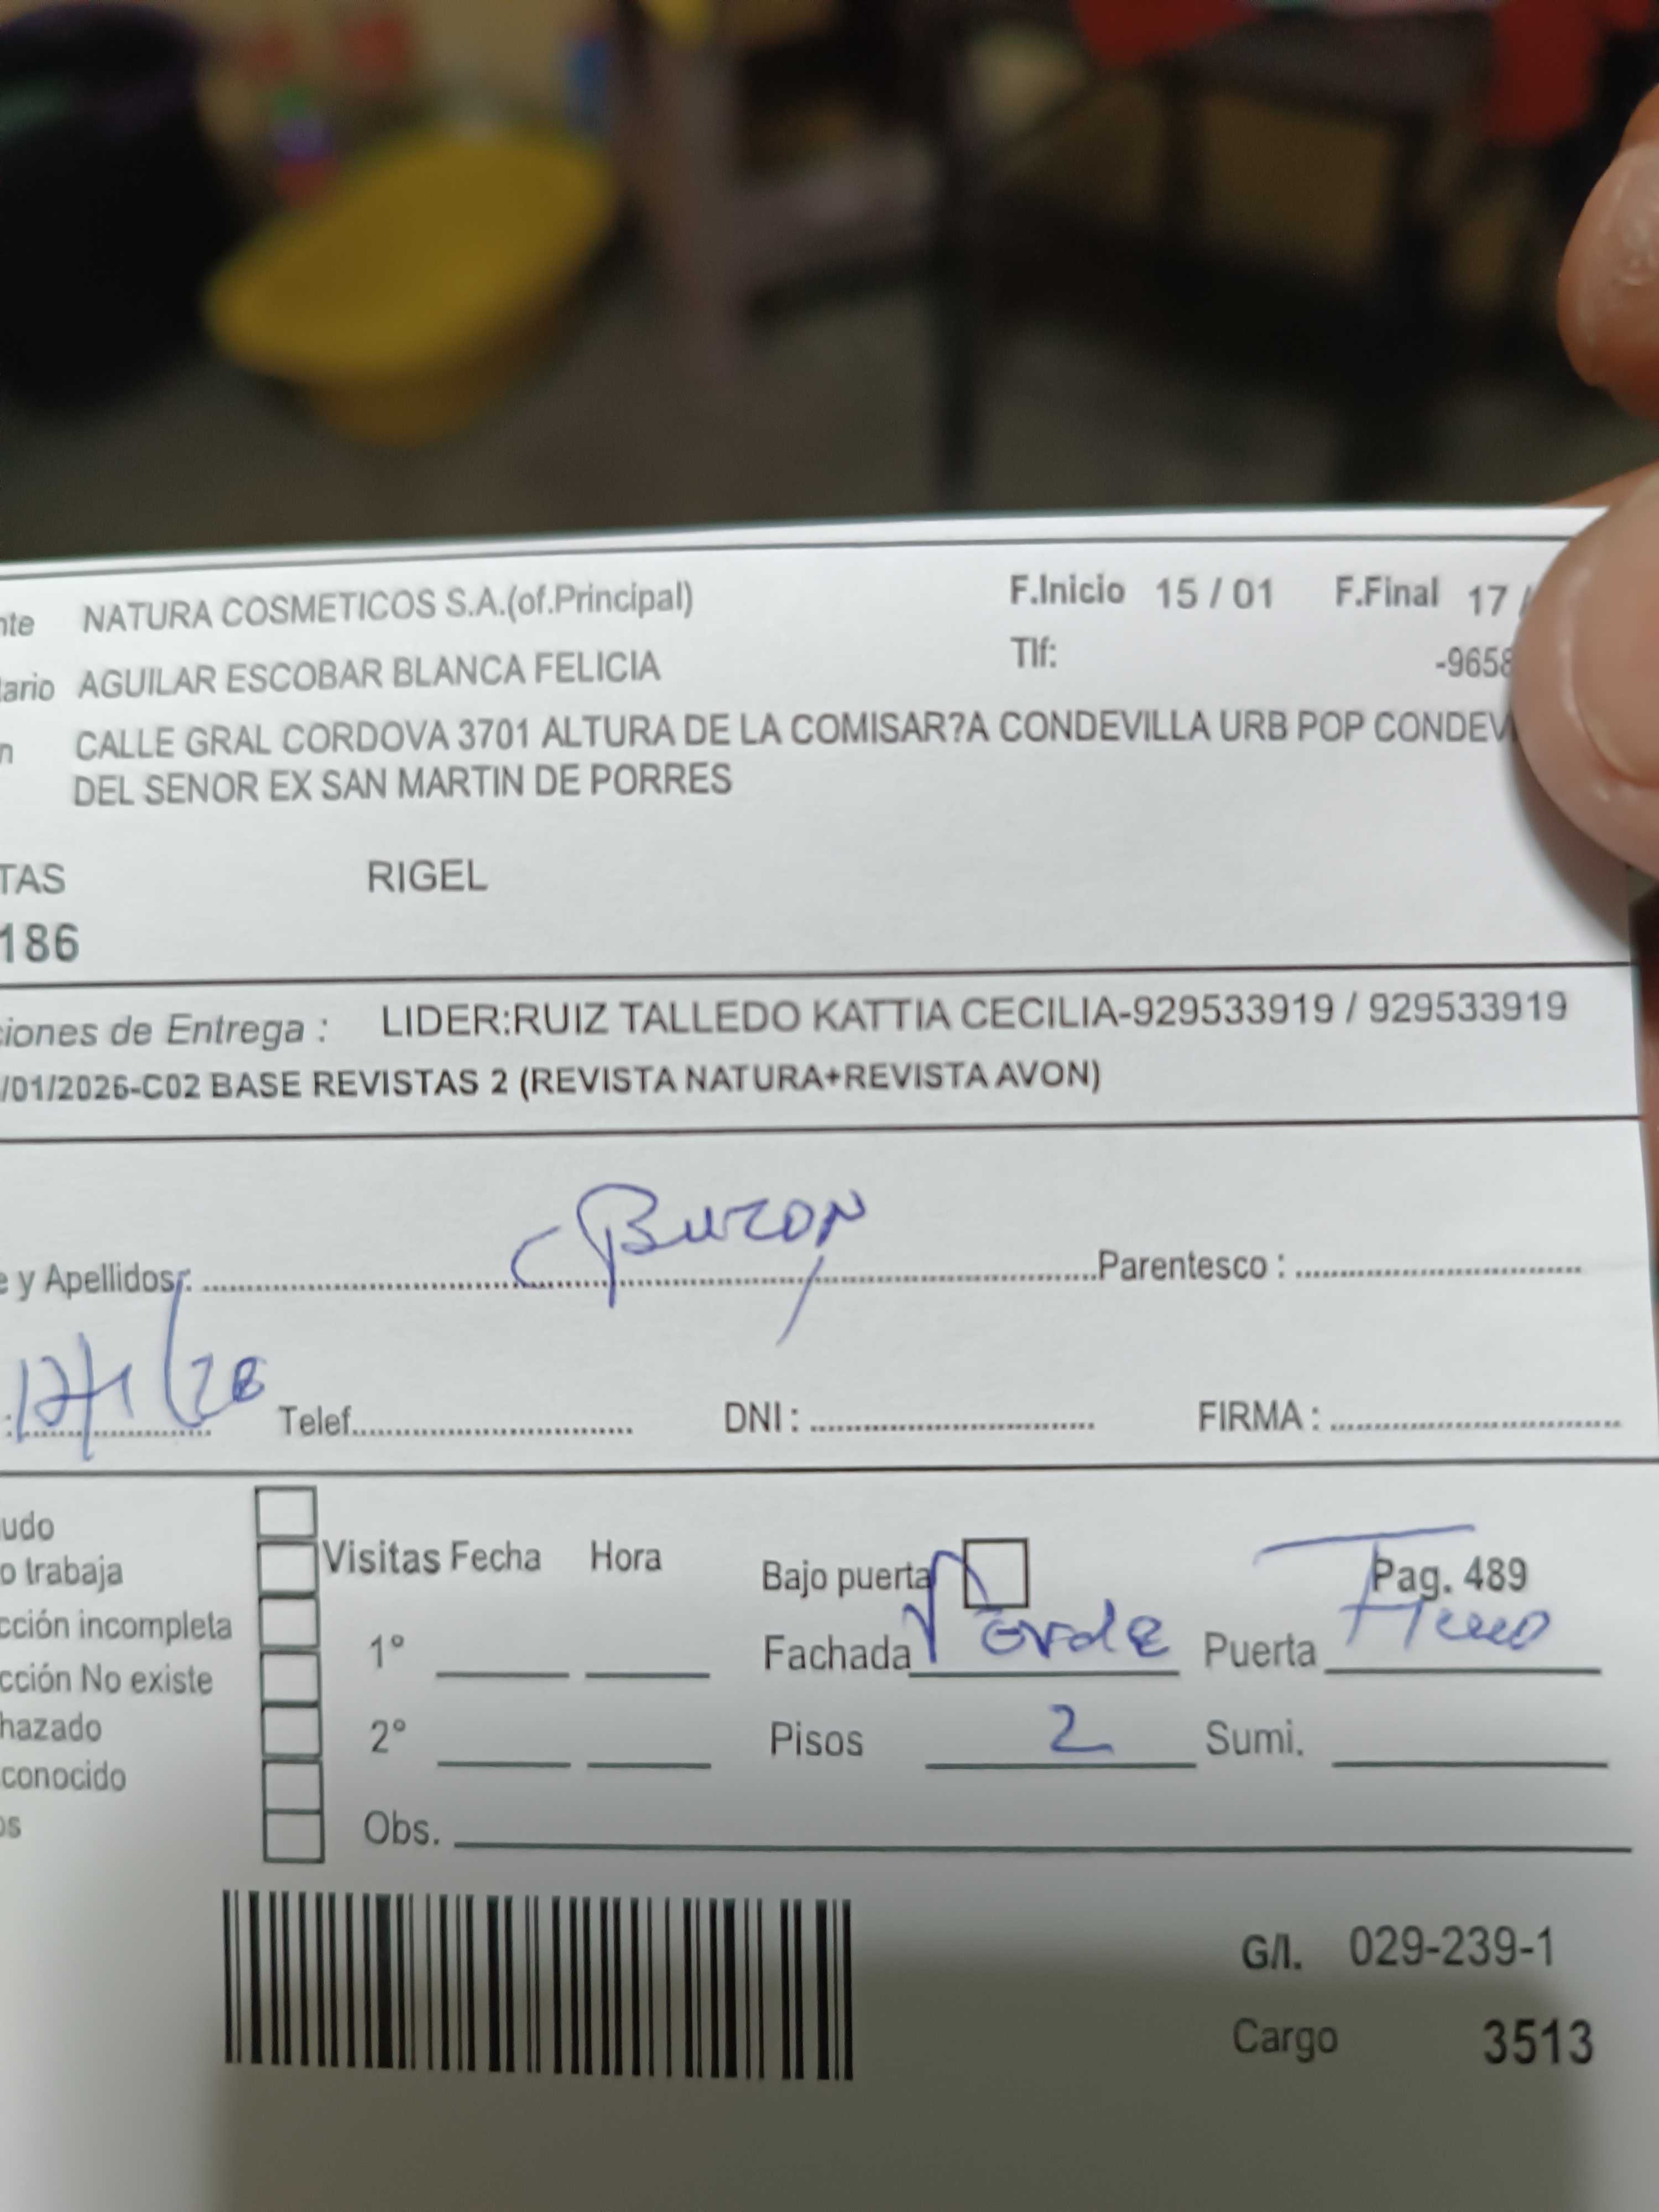 nte NATURA COSMETICOS S.A.(of.Principal) F.Inicio 15 / 01 F.Final 17 /
tario AGUILAR ESCOBAR BLANCA FELICIA Tlf: -9658
n CALLE GRAL CORDOVA 3701 ALTURA DE LA COMISAR?A CONDEVILLA URB POP CONDEV
DEL SENOR EX SAN MARTIN DE PORRES
TAS RIGEL
186
ciones de Entrega : LIDER:RUIZ TALLEDO KATTIA CECILIA-929533919 / 929533919
/01/2026-C02 BASE REVISTAS 2 (REVISTA NATURA+REVISTA AVON)
Buzon
e y Apellidos: Parentesco :
: Telef. DNI : FIRMA :
udo
o trabaja Visitas Fecha Hora Bajo puerta Pag. 489
cción incompleta
1° Fachada Verde Puerta Fierro
cción No existe
hazado 2° Pisos 2 Sumi.
conocido
os Obs.
G/I. 029-239-1
Cargo 3513